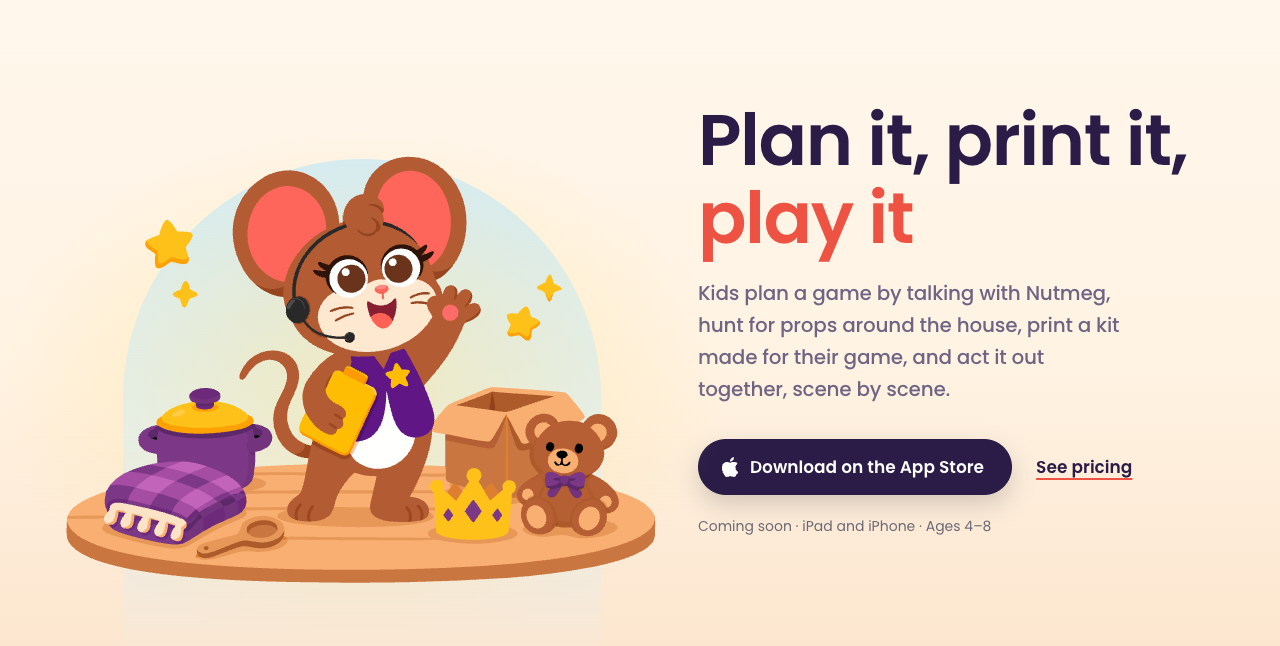 Plan it, print it,
play it
Kids plan a game by talking with Nutmeg,
hunt for props around the house, print a kit
made for their game, and act it out
together, scene by scene.
Download on the App Store
See pricing
Coming soon · iPad and iPhone · Ages 4–8